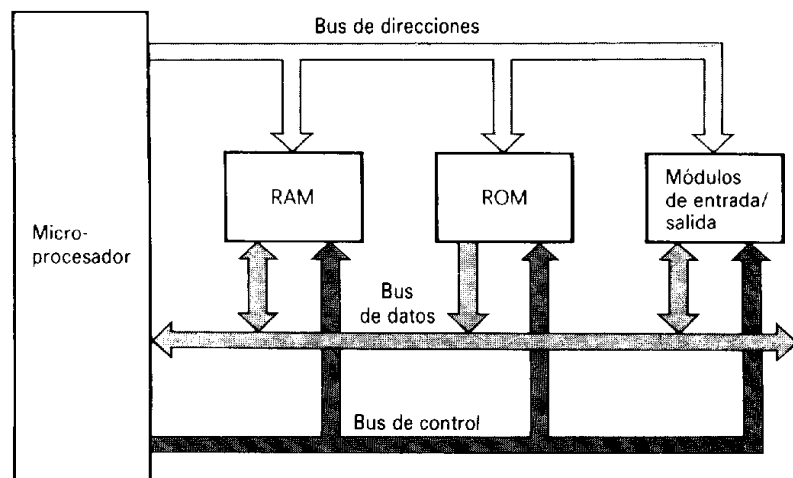 Bus de direcciones
RAM
ROM
Módulos
de entrada/
salida
Micro-
procesador
Bus
de datos
Bus de control